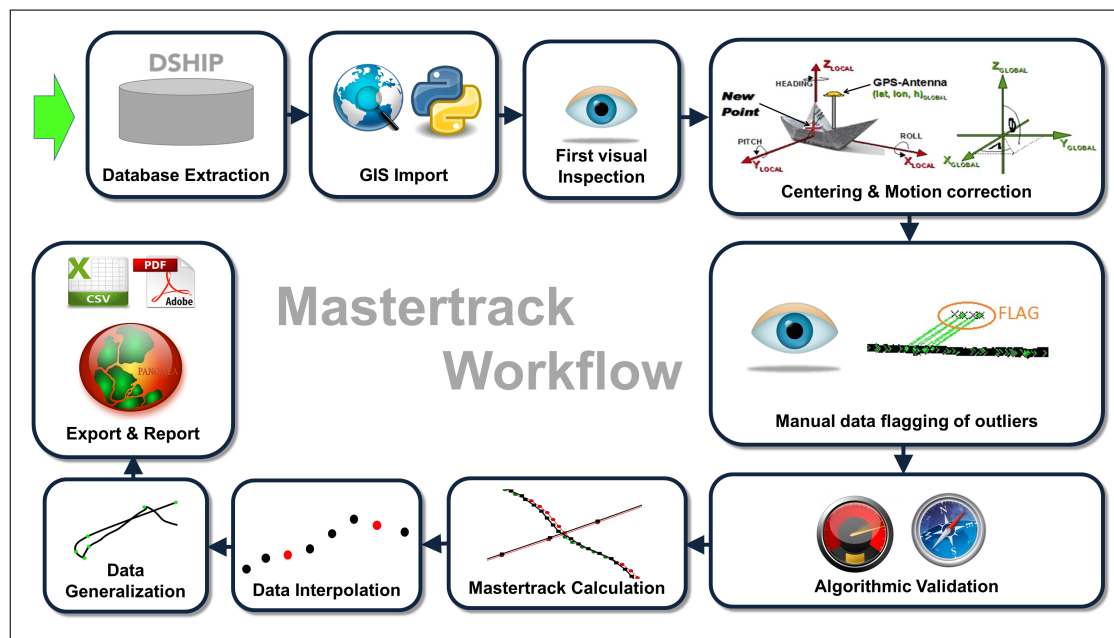 DSHIP
Database Extraction
GIS Import
First visual
Inspection
Z LOCAL
HEADING
GPS-Antenna
(lat, lon, h)GLOBAL
New
Point
PITCH
Y LOCAL
ROLL
X LOCAL
Z GLOBAL
Y GLOBAL
X GLOBAL
Centering & Motion correction
FLAG
Manual data flagging of outliers
Algorithmic Validation
N
E
S
W
Mastertrack Calculation
Data Interpolation
Data
Generalization
X
CSV
PDF
Adobe
PANGAEA
Export & Report
Mastertrack
Workflow